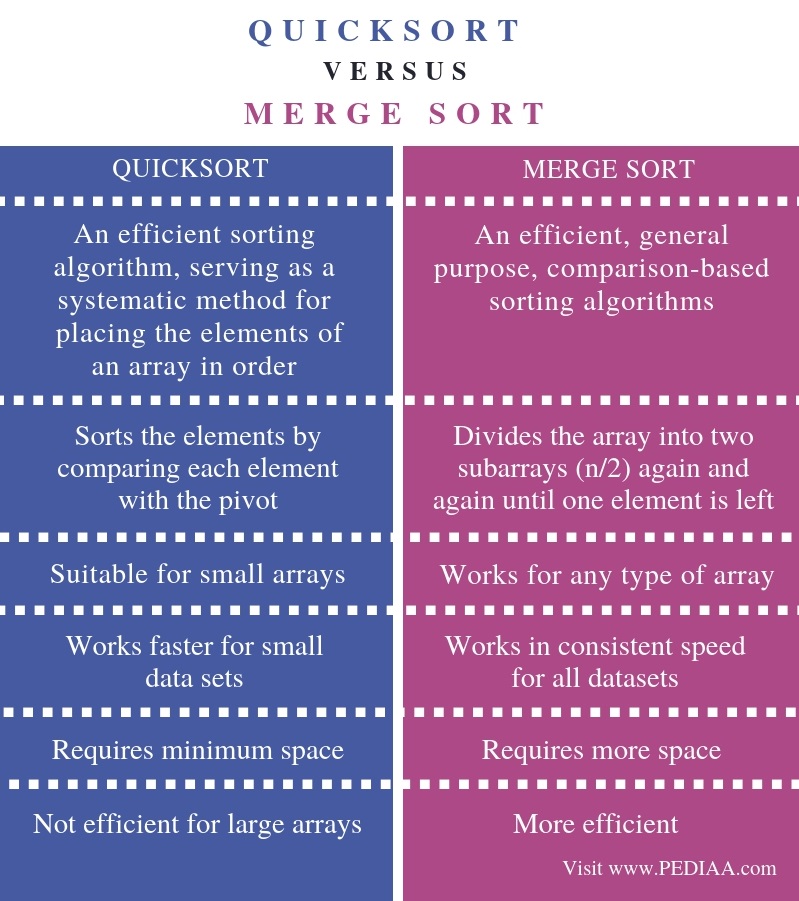 QUICKSORT
VERSUS
MERGE SORT
QUICKSORT
An efficient sorting
algorithm, serving as a
systematic method for
placing the elements of
an array in order
Sorts the elements by
comparing each element
with the pivot
Suitable for small arrays
Works faster for small
data sets
Requires minimum space
Not efficient for large arrays
MERGE SORT
An efficient, general
purpose, comparison-based
sorting algorithms
Divides the array into two
subarrays (n/2) again and
again until one element is left
Works for any type of array
Works in consistent speed
for all datasets
Requires more space
More efficient
Visit www.PEDIAA.com